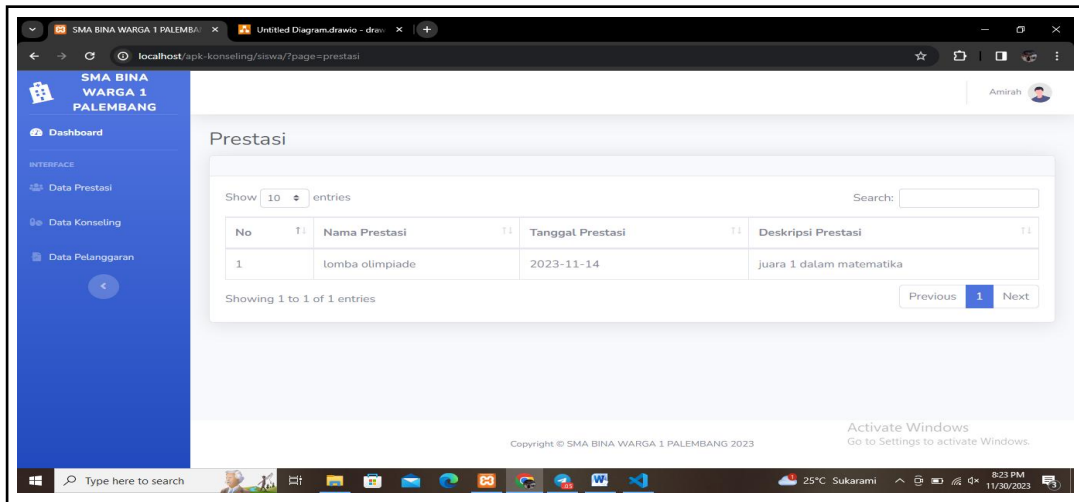 SMA BINA WARGA 1 PALEMBA
Untitled Diagram.drawio - draw
localhost/apk-konseling/siswa/?page=prestasi
SMA BINA
WARGA 1
PALEMBANG
Amirah
Dashboard
Prestasi
INTERFACE
Data Prestasi
Data Konseling
Data Pelanggaran
Show 10 entries
Search:
No Nama Prestasi Tanggal Prestasi Deskripsi Prestasi
1 lomba olimpiade 2023-11-14 juara 1 dalam matematika
Showing 1 to 1 of 1 entries
Previous 1 Next
Copyright © SMA BINA WARGA 1 PALEMBANG 2023
Activate Windows
Go to Settings to activate Windows.
Type here to search
25°C Sukarami
8:23 PM
11/30/2023